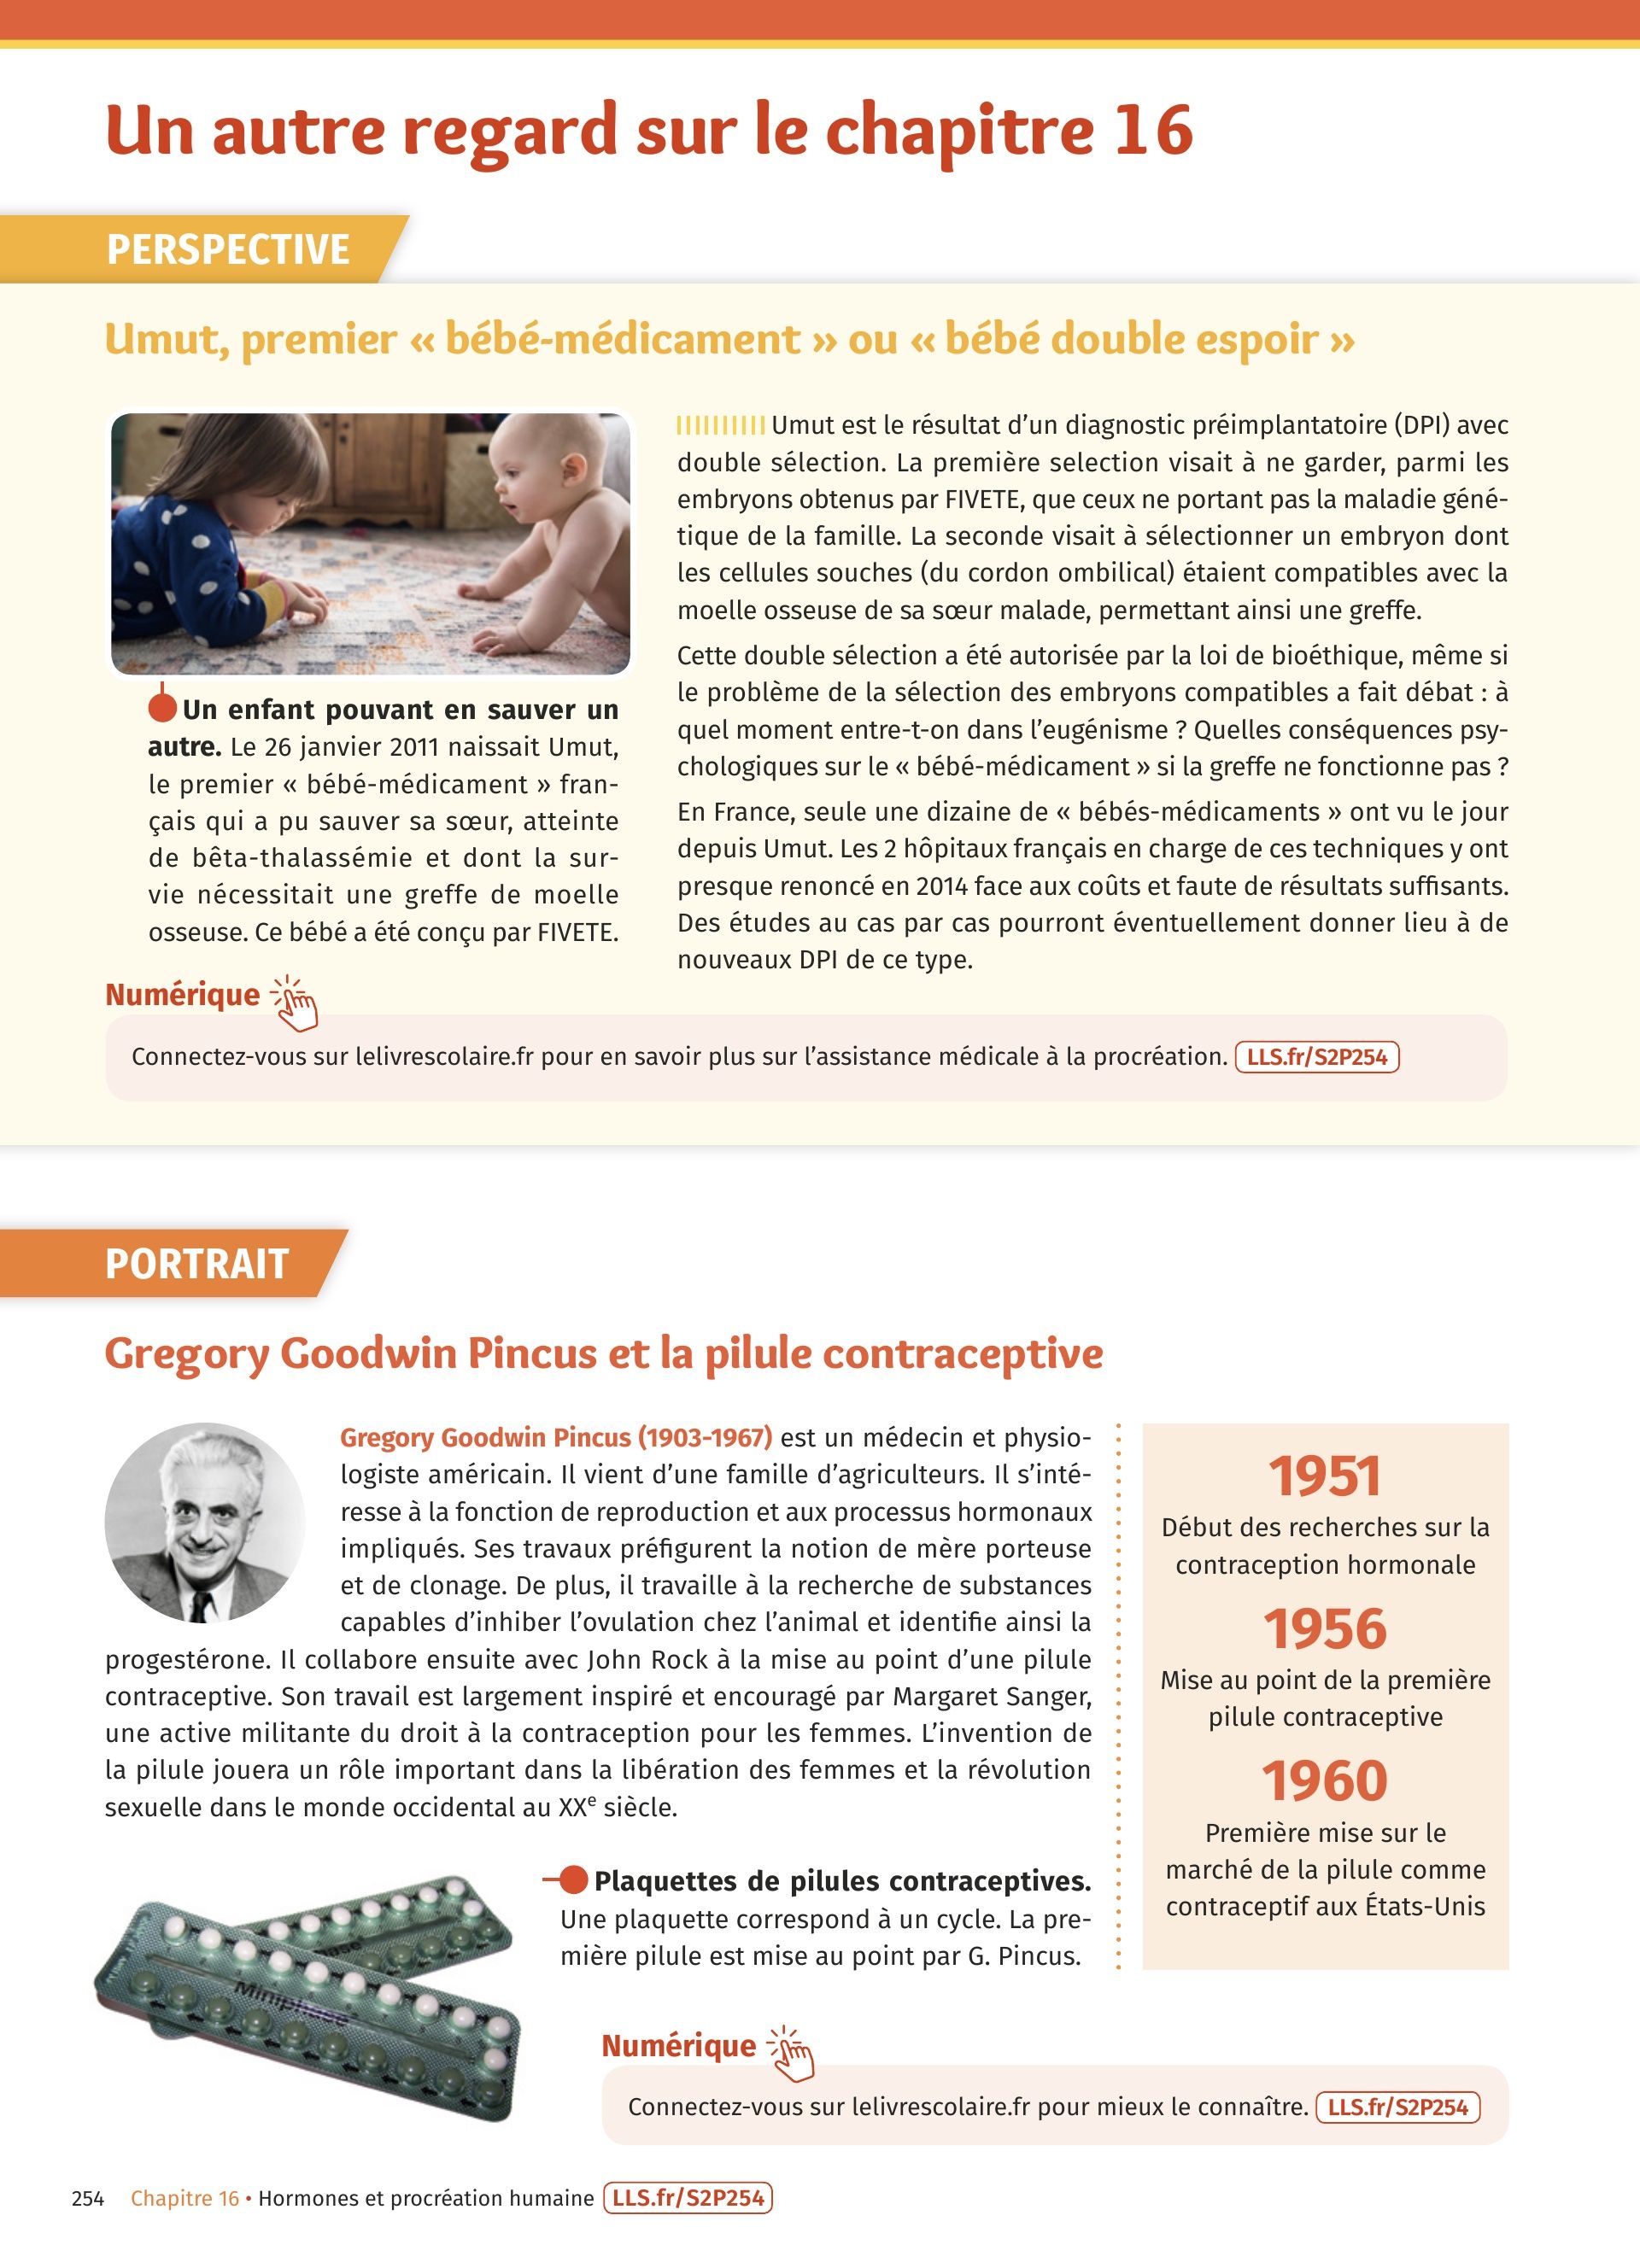 Un autre regard sur le chapitre 16
PERSPECTIVE
Umut, premier « bébé-médicament » ou « bébé double espoir »
Un enfant pouvant en sauver un
autre. Le 26 janvier 2011 naissait Umut,
le premier « bébé-médicament » fran-
çais qui a pu sauver sa sœur, atteinte
de bêta-thalassémie et dont la sur-
vie nécessitait une greffe de moelle
osseuse. Ce bébé a été conçu par FIVETE.
Umut est le résultat d'un diagnostic préimplantatoire (DPI) avec
double sélection. La première selection visait à ne garder, parmi les
embryons obtenus par FIVETE, que ceux ne portant pas la maladie géné-
tique de la famille. La seconde visait à sélectionner un embryon dont
les cellules souches (du cordon ombilical) étaient compatibles avec la
moelle osseuse de sa sœur malade, permettant ainsi une greffe.
Cette double sélection a été autorisée par la loi de bioéthique, même si
le problème de la sélection des embryons compatibles a fait débat : à
quel moment entre-t-on dans l'eugénisme ? Quelles conséquences psy-
chologiques sur le « bébé-médicament » si la greffe ne fonctionne pas ?
En France, seule une dizaine de « bébés-médicaments » ont vu le jour
depuis Umut. Les 2 hôpitaux français en charge de ces techniques y ont
presque renoncé en 2014 face aux coûts et faute de résultats suffisants.
Des études au cas par cas pourront éventuellement donner lieu à de
nouveaux DPI de ce type.
Numérique
Connectez-vous sur lelivrescolaire.fr pour en savoir plus sur l'assistance médicale à la procréation. LLS.fr/S2P254
PORTRAIT
Gregory Goodwin Pincus et la pilule contraceptive
Gregory Goodwin Pincus (1903-1967) est un médecin et physio-
logiste américain. Il vient d'une famille d'agriculteurs. Il s'inté-
resse à la fonction de reproduction et aux processus hormonaux
impliqués. Ses travaux préfigurent la notion de mère porteuse
et de clonage. De plus, il travaille à la recherche de substances
capables d'inhiber l'ovulation chez l'animal et identifie ainsi la
progestérone. Il collabore ensuite avec John Rock à la mise au point d'une pilule
contraceptive. Son travail est largement inspiré et encouragé par Margaret Sanger,
une active militante du droit à la contraception pour les femmes. L'invention de
la pilule jouera un rôle important dans la libération des femmes et la révolution
sexuelle dans le monde occidental au XXe siècle.
Plaquettes de pilules contraceptives.
Une plaquette correspond à un cycle. La pre-
mière pilule est mise au point par G. Pincus.
Miniphase
1951
Début des recherches sur la
contraception hormonale
1956
Mise au point de la première
pilule contraceptive
1960
Première mise sur le
marché de la pilule comme
contraceptif aux États-Unis
Numérique
Connectez-vous sur lelivrescolaire.fr pour mieux le connaître. LLS.fr/S2P254
254 Chapitre 16 • Hormones et procréation humaine LLS.fr/S2P254